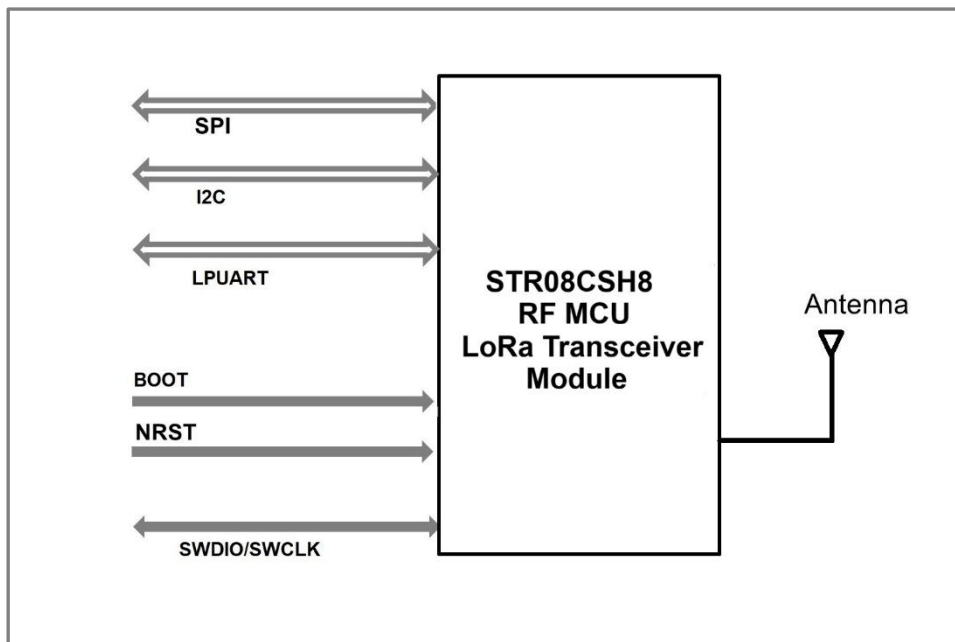 SPI
I2C
LPUART
STR08CSH8
RF MCU
LoRa Transceiver
Module
Antenna
BOOT
NRST
SWDIO/SWCLK